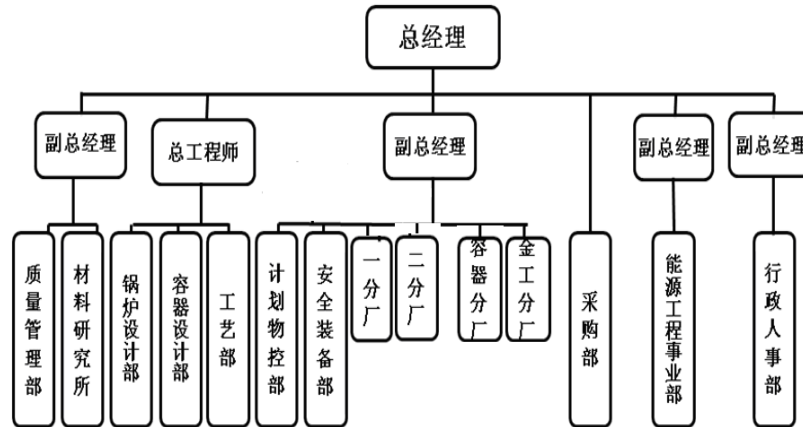 总经理
副总经理
总工程师
副总经理
副总经理
副总经理
质量管理部
材料研究所
锅炉设计部
容器设计部
工艺部
计划物控部
安全装备部
一分厂
二分厂
容器分厂
金工分厂
采购部
能源工程事业部
行政人事部